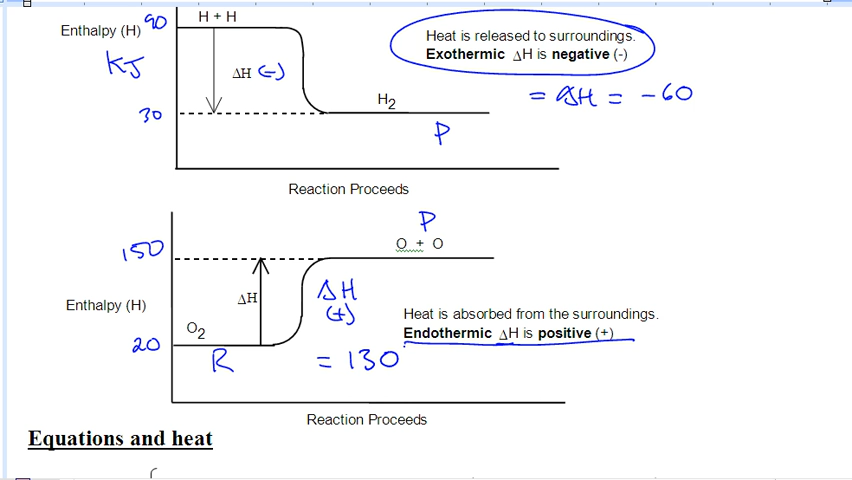 90
H + H
Enthalpy (H)
KJ
ΔH (-)
Heat is released to surroundings.
Exothermic ΔH is negative (-)
= ΔH = -60
H2
30
P
Reaction Proceeds
P
O + O
150
ΔH
ΔH
(+)
Enthalpy (H)
Heat is absorbed from the surroundings.
Endothermic ΔH is positive (+)
O2
20
R
= 130
Reaction Proceeds
Equations and heat